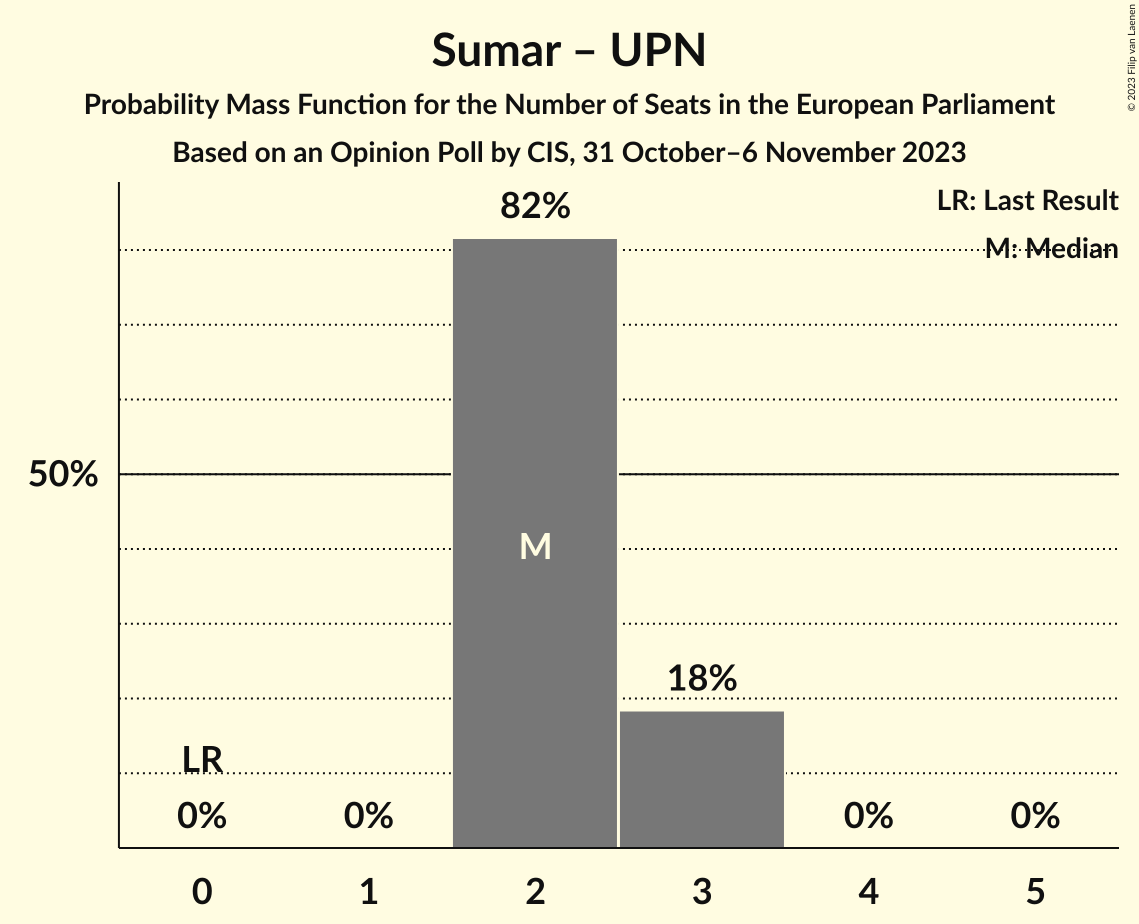 © 2023 Filip van Laenen
Sumar – UPN
Probability Mass Function for the Number of Seats in the European Parliament
Based on an Opinion Poll by CIS, 31 October–6 November 2023
LR: Last Result
M: Median
82%
50%
M
18%
LR
0% 0% 0% 0%
0 1 2 3 4 5